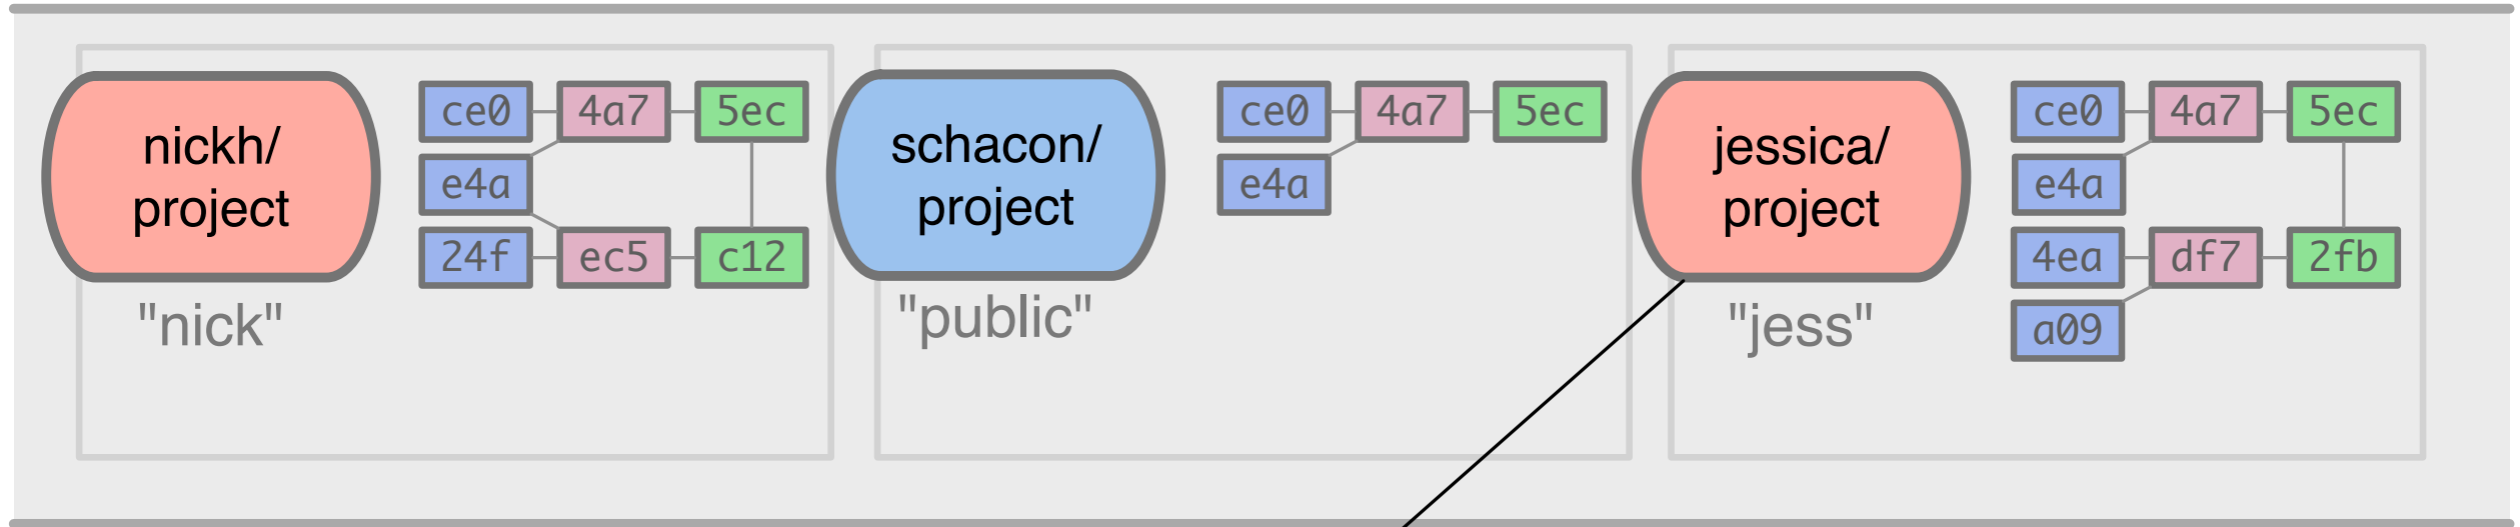 nickh/
project
"nick"
ce0 4a7 5ec
e4a
24f ec5 c12
schacon/
project
"public"
ce0 4a7 5ec
e4a
jessica/
project
"jess"
ce0 4a7 5ec
e4a
4ea df7 2fb
a09